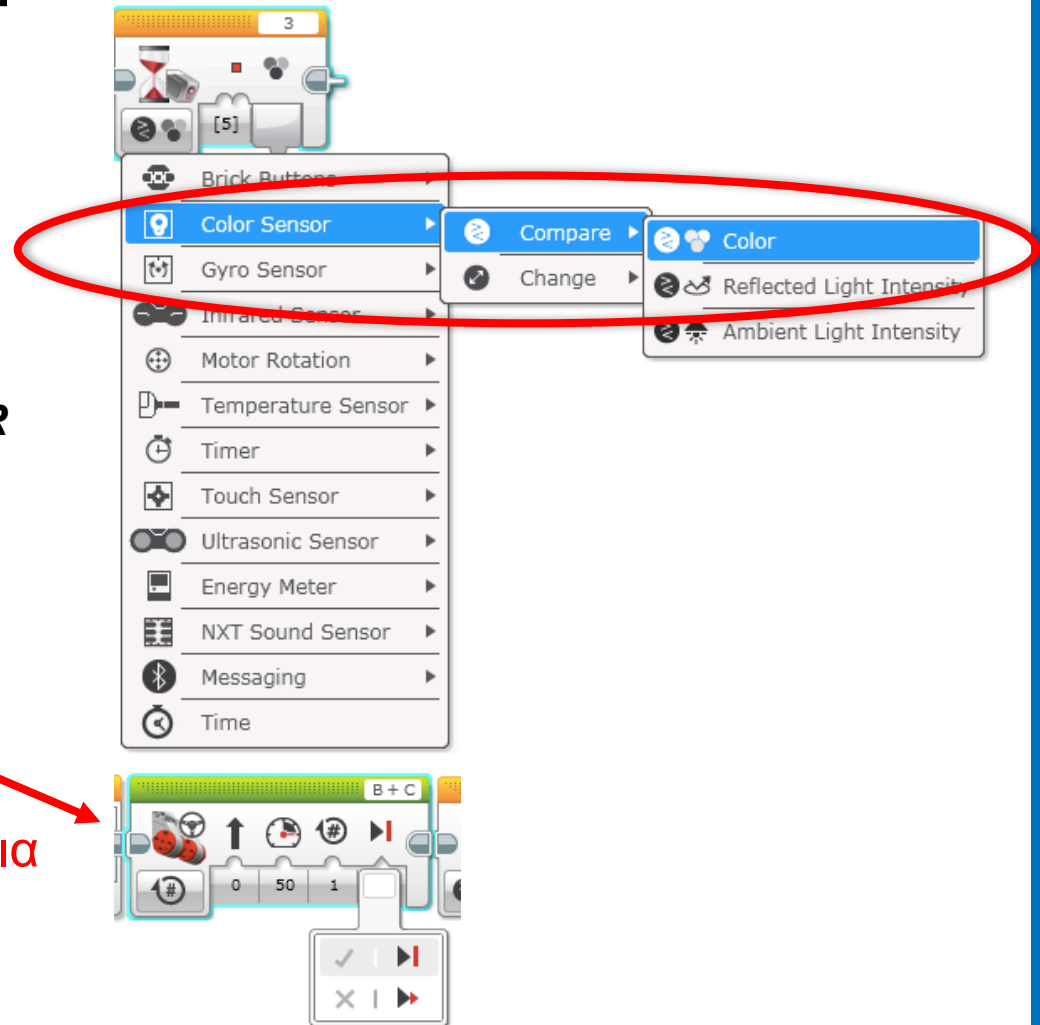 3
[5]
Brick Buttons
Color Sensor
Compare
Color
Gyro Sensor
Change
Reflected Light Intensity
Infrared Sensor
Ambient Light Intensity
Motor Rotation
Temperature Sensor
R
Timer
Touch Sensor
Ultrasonic Sensor
Energy Meter
NXT Sound Sensor
Messaging
Time
B + C
ια
# 0 50 1